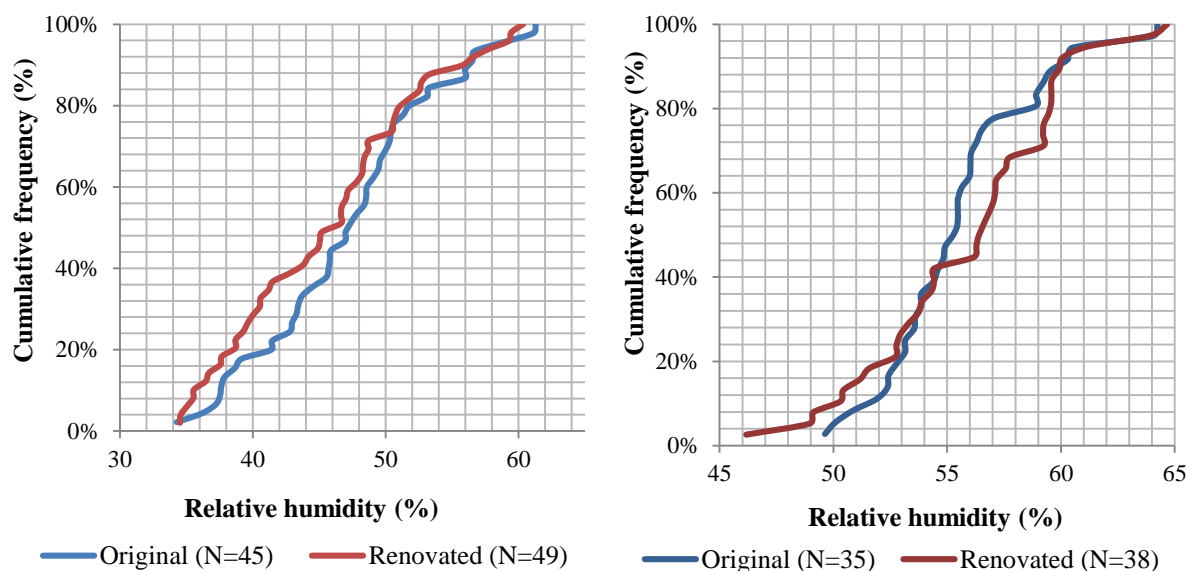 Cumulative frequency (%)
100%
80%
60%
40%
20%
0%
30 40 50 60
Relative humidity (%)
Original (N=45) Renovated (N=49)
Cumulative frequency (%)
100%
80%
60%
40%
20%
0%
45 50 55 60 65
Relative humidity (%)
Original (N=35) Renovated (N=38)